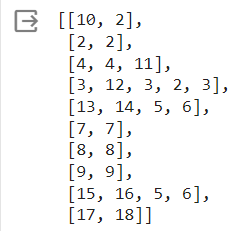 [[10, 2],
[2, 2],
[4, 4, 11],
[3, 12, 3, 2, 3],
[13, 14, 5, 6],
[7, 7],
[8, 8],
[9, 9],
[15, 16, 5, 6],
[17, 18]]